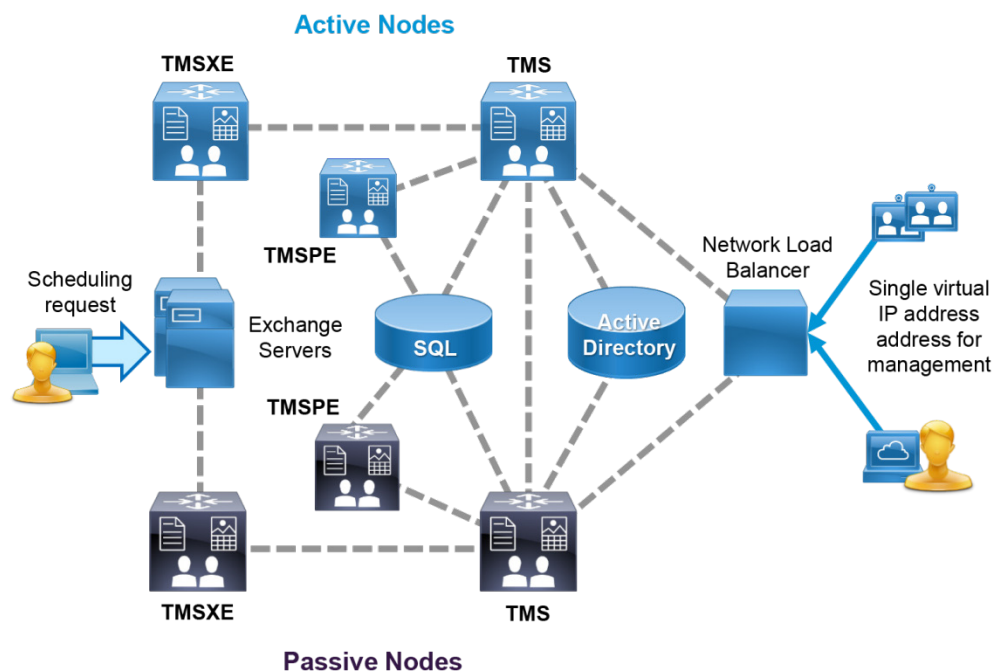 Active Nodes
TMSXE
TMS
TMSPE
Network Load
Balancer
Scheduling
request
Exchange
Servers
SQL
Active
Directory
Single virtual
IP address
address for
management
TMSPE
TMSXE
TMS
Passive Nodes